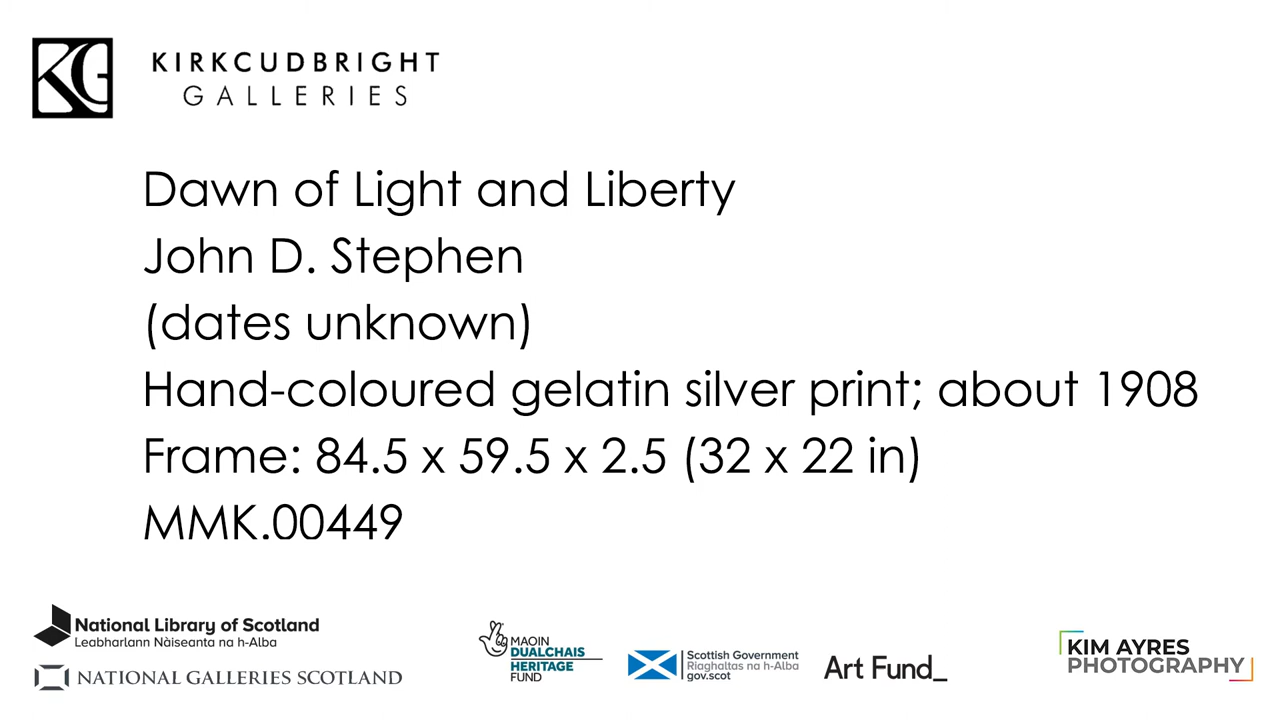 KG
KIRKCUDBRIGHT
GALLERIES
Dawn of Light and Liberty
John D. Stephen
(dates unknown)
Hand-coloured gelatin silver print; about 1908
Frame: 84.5 x 59.5 x 2.5 (32 x 22 in)
MMK.00449
National Library of Scotland
Leabharlann Nàiseanta na h-Alba
NATIONAL GALLERIES SCOTLAND
MAOIN
DUALCHAIS
HERITAGE
FUND
Scottish Government
Riaghaltas na h-Alba
gov.scot
Art Fund_
KIM AYRES
PHOTOGRAPHY